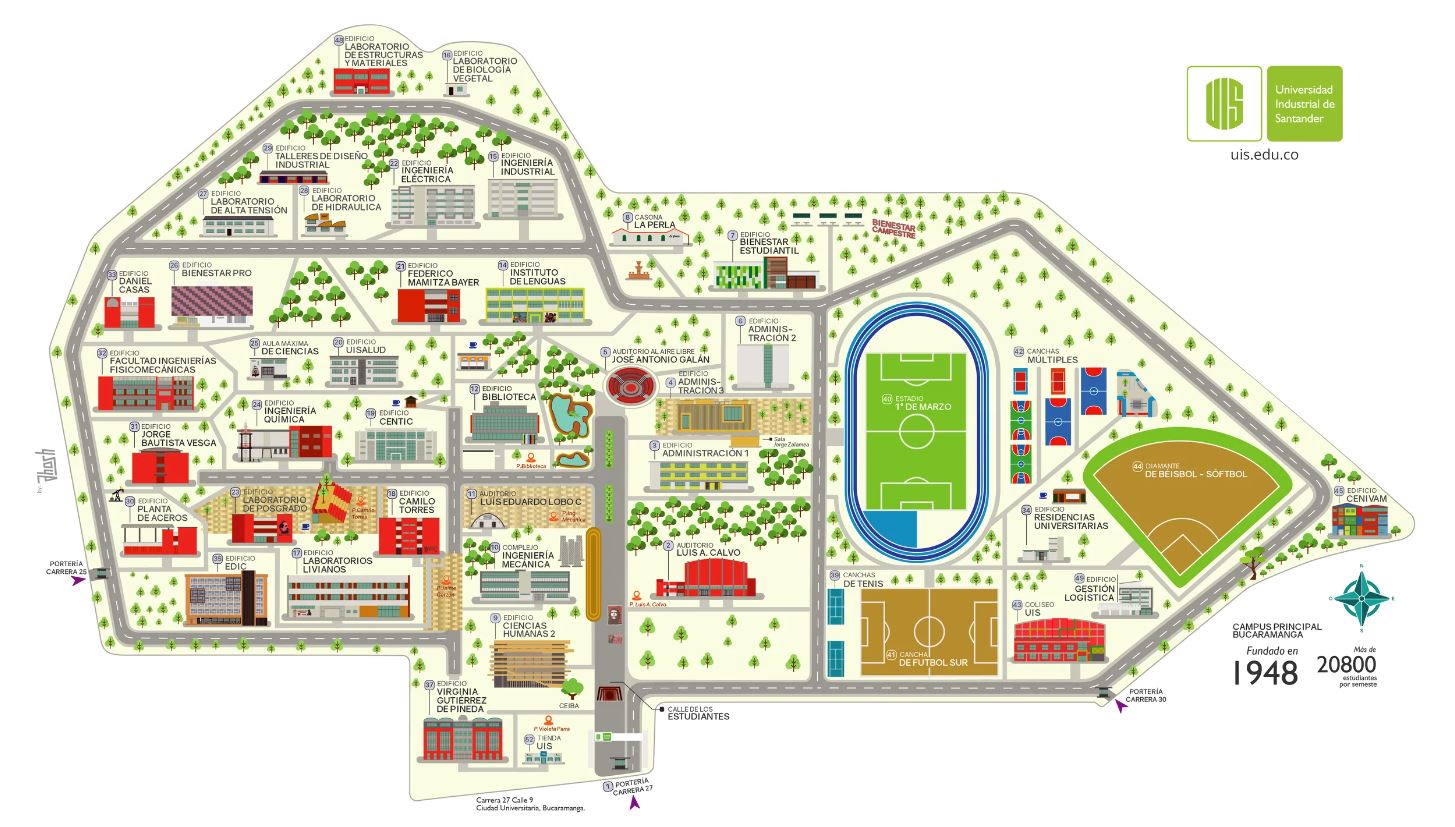 48 EDIFICIO
LABORATORIO
DE ESTRUCTURAS
Y MATERIALES
16 EDIFICIO
LABORATORIO
DE BIOLOGÍA
VEGETAL
UIS
Universidad
Industrial de
Santander
uis.edu.co
29 EDIFICIO
TALLERES DE DISEÑO
INDUSTRIAL
22 EDIFICIO
INGENIERÍA
ELÉCTRICA
15 EDIFICIO
INGENIERÍA
INDUSTRIAL
27 EDIFICIO
LABORATORIO
DE ALTA TENSIÓN
28 EDIFICIO
LABORATORIO
DE HIDRAULICA
8 CASONA
LA PERLA
7 EDIFICIO
BIENESTAR
ESTUDIANTIL
BIENESTAR
CAMPESTRE
33 EDIFICIO
DANIEL
CASAS
26 EDIFICIO
BIENESTAR PRO
21 EDIFICIO
FEDERICO
MAMITZA BAYER
14 EDIFICIO
INSTITUTO
DE LENGUAS
6 EDIFICIO
ADMINIS-
TRACIÓN 2
32 EDIFICIO
FACULTAD INGENIERÍAS
FISICOMECÁNICAS
25 AULA MÁXIMA
DE CIENCIAS
20 EDIFICIO
UISALUD
5 AUDITORIO AL AIRE LIBRE
JOSÉ ANTONIO GALÁN
4 EDIFICIO
ADMINIS-
TRACIÓN 3
42 CANCHAS
MÚLTIPLES
12 EDIFICIO
BIBLIOTECA
40 ESTADIO
1° DE MARZO
24 EDIFICIO
INGENIERÍA
QUÍMICA
19 EDIFICIO
CENTIC
31 EDIFICIO
JORGE
BAUTISTA VESGA
Sala
Jorge Zalamea
3 EDIFICIO
ADMINISTRACIÓN 1
P.Biblioteca
44 DIAMANTE
DE BÉISBOL - SÓFTBOL
by: Jhosh
30 EDIFICIO
PLANTA
DE ACEROS
23 EDIFICIO
LABORATORIO
DE POSGRADO
P. Camilo
Torres
18 EDIFICIO
CAMILO
TORRES
11 AUDITORIO
LUIS EDUARDO LOBO C
P. Ing.
Mecánica
34 EDIFICIO
RESIDENCIAS
UNIVERSITARIAS
45 EDIFICIO
CENIVAM
2 AUDITORIO
LUIS A. CALVO
10 COMPLEJO
INGENIERÍA
MECÁNICA
35 EDIFICIO
EDIC
17 EDIFICIO
LABORATORIOS
LIVIANOS
P. Jaime
Garzón
PORTERÍA
CARRERA 25
39 CANCHAS
DE TENIS
49 EDIFICIO
GESTIÓN
LOGÍSTICA
P. Luis A. Calvo
43 COLISEO
UIS
N
O
E
S
9 EDIFICIO
CIENCIAS
HUMANAS 2
41 CANCHA
DE FUTBOL SUR
CAMPUS PRINCIPAL
BUCARAMANGA
Fundado en
1948
Más de
20800
estudiantes
por semestre
37 EDIFICIO
VIRGINIA
GUTIÉRREZ
DE PINEDA
CEIBA
CALLE DE LOS
ESTUDIANTES
PORTERÍA
CARRERA 30
P. Violeta Parra
52 TIENDA
UIS
1 PORTERÍA
CARRERA 27
Carrera 27 Calle 9
Ciudad Universitaria, Bucaramanga.